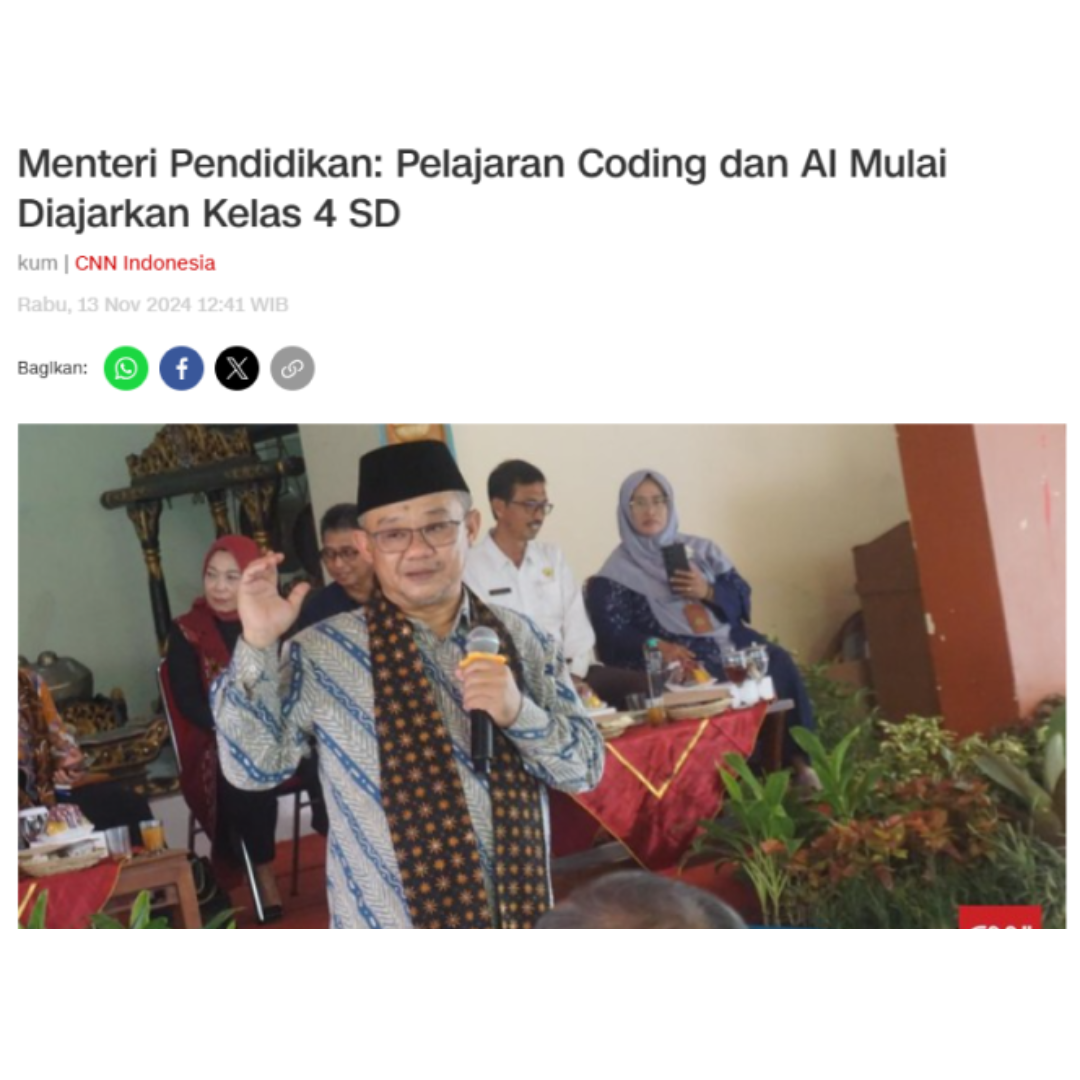 Menteri Pendidikan: Pelajaran Coding dan AI Mulai
Diajarkan Kelas 4 SD
kum | CNN Indonesia
Rabu, 13 Nov 2024 12:41 WIB
Bagikan: